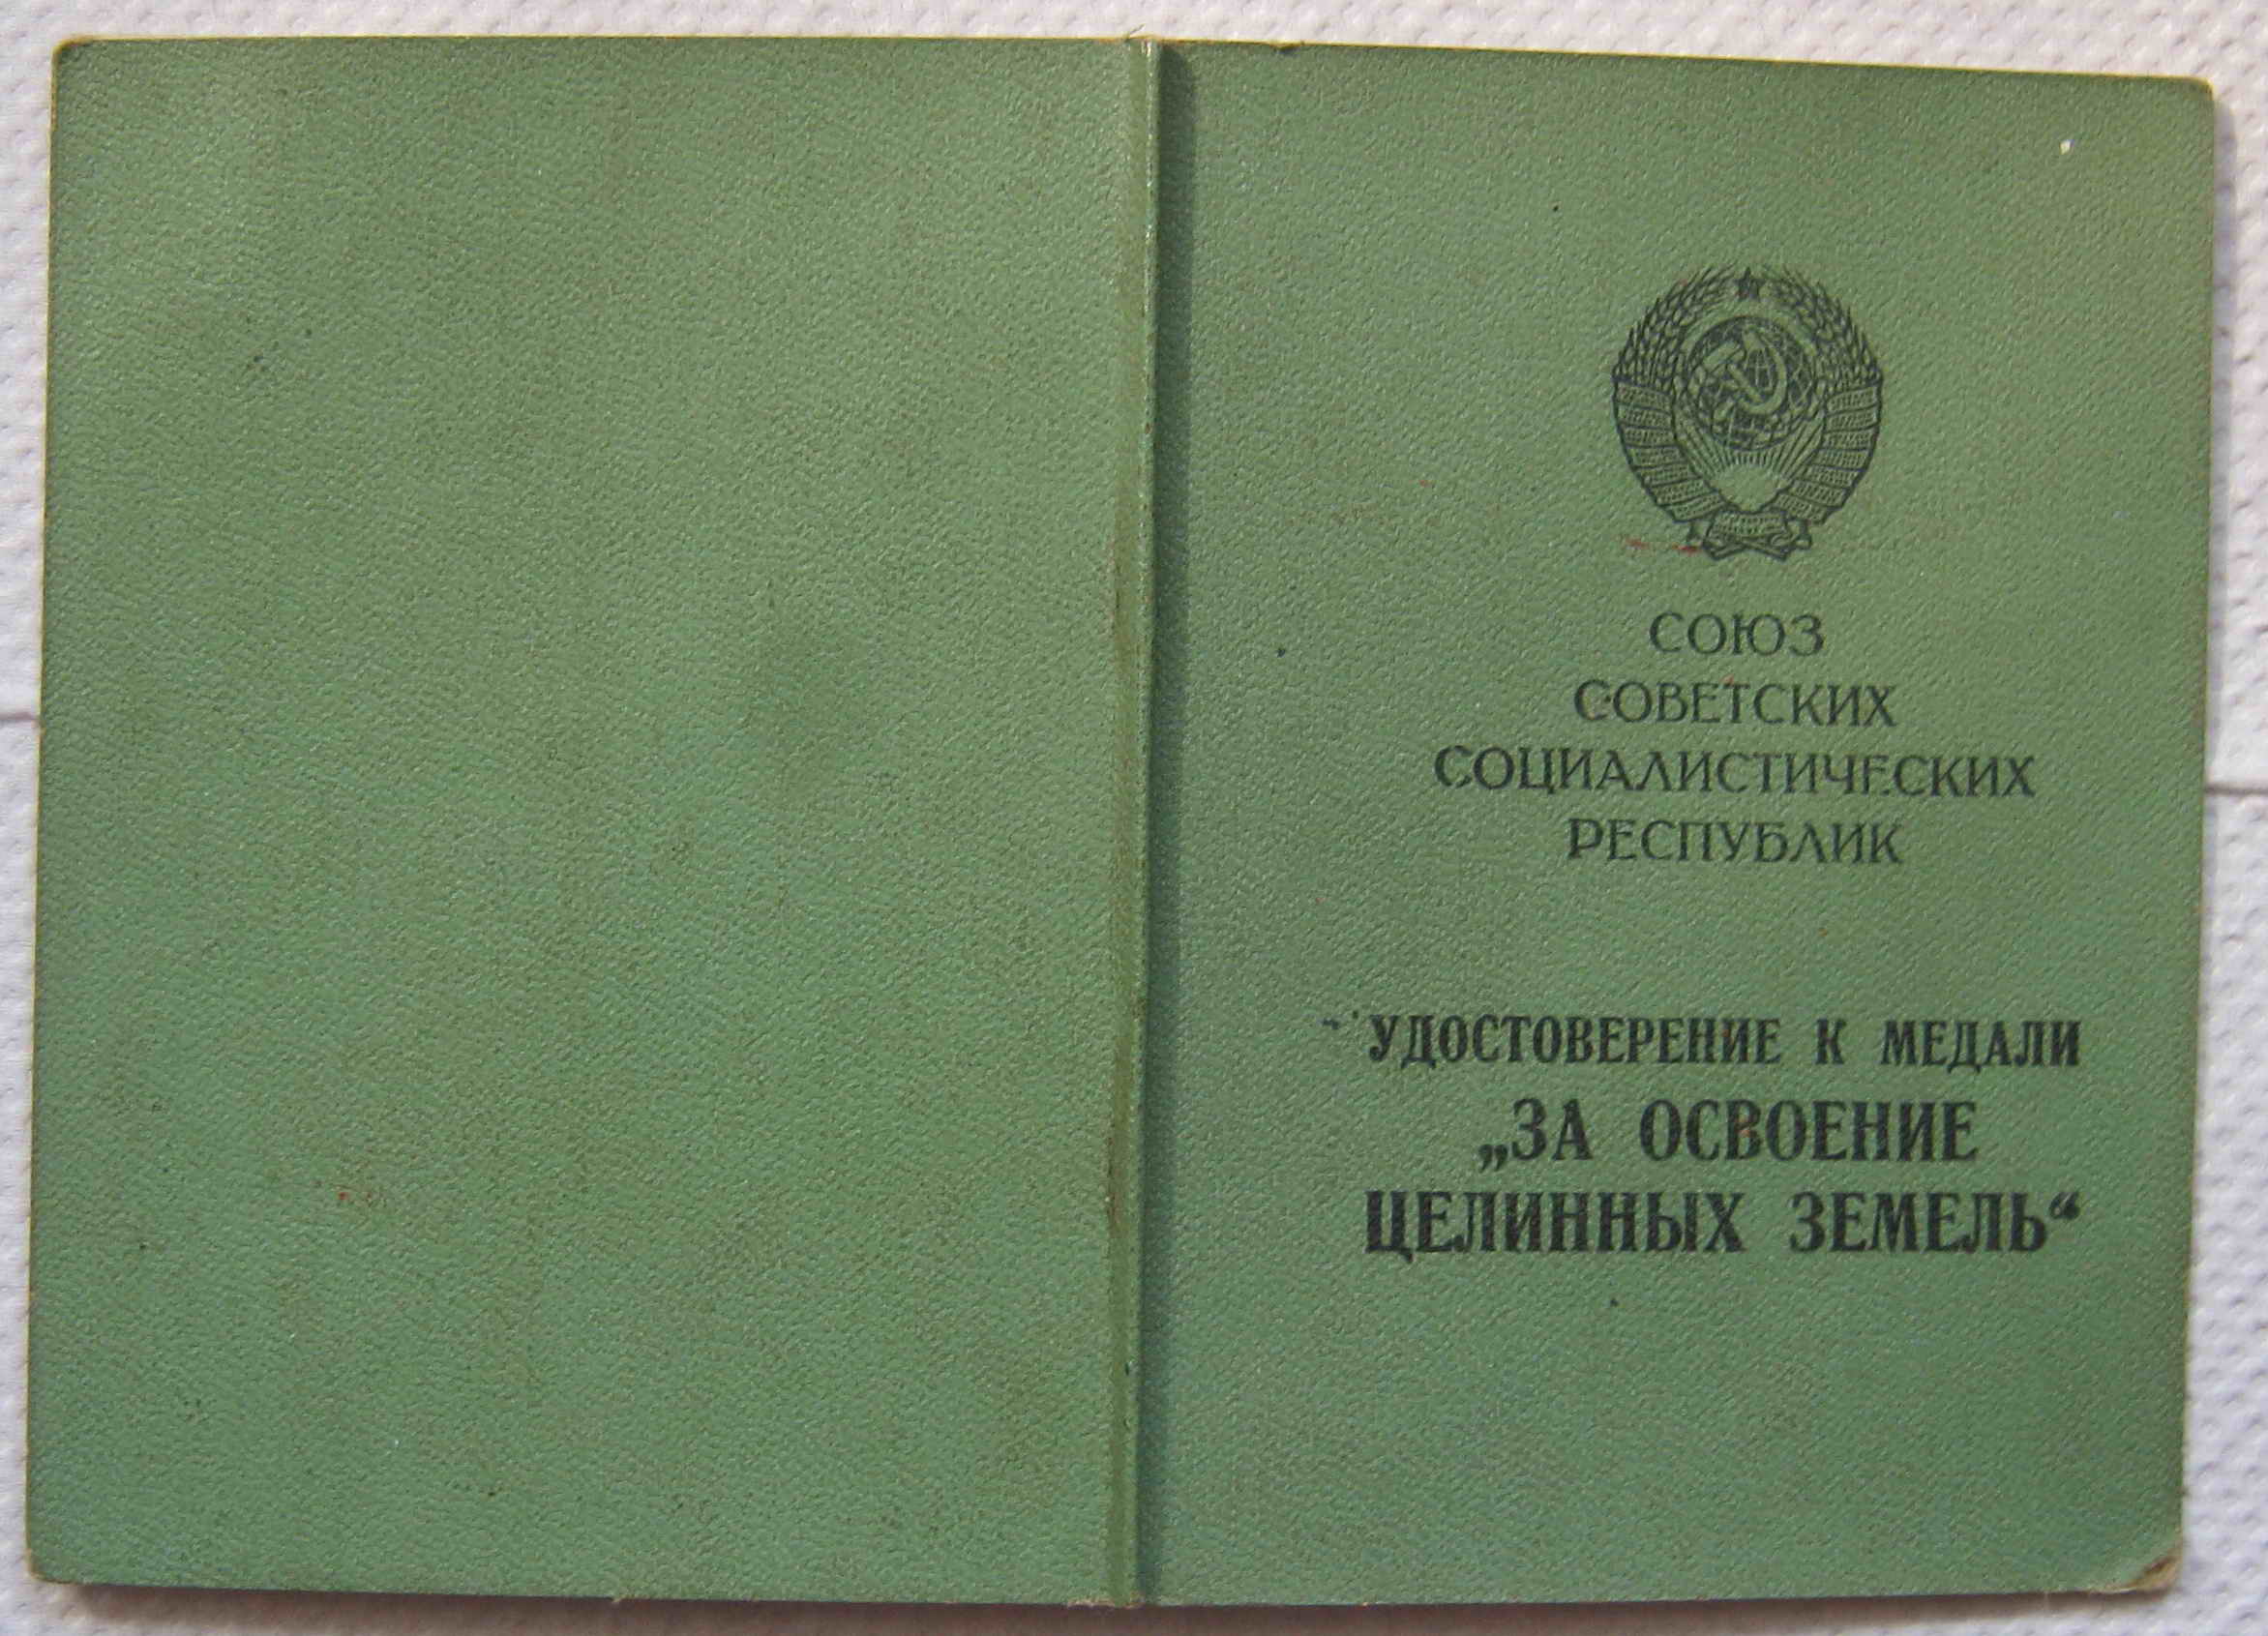 СОЮЗ
СОВЕТСКИХ
СОЦИАЛИСТИЧЕСКИХ
РЕСПУБЛИК
УДОСТОВЕРЕНИЕ К МЕДАЛИ
„ЗА ОСВОЕНИЕ
ЦЕЛИННЫХ ЗЕМЕЛЬ“